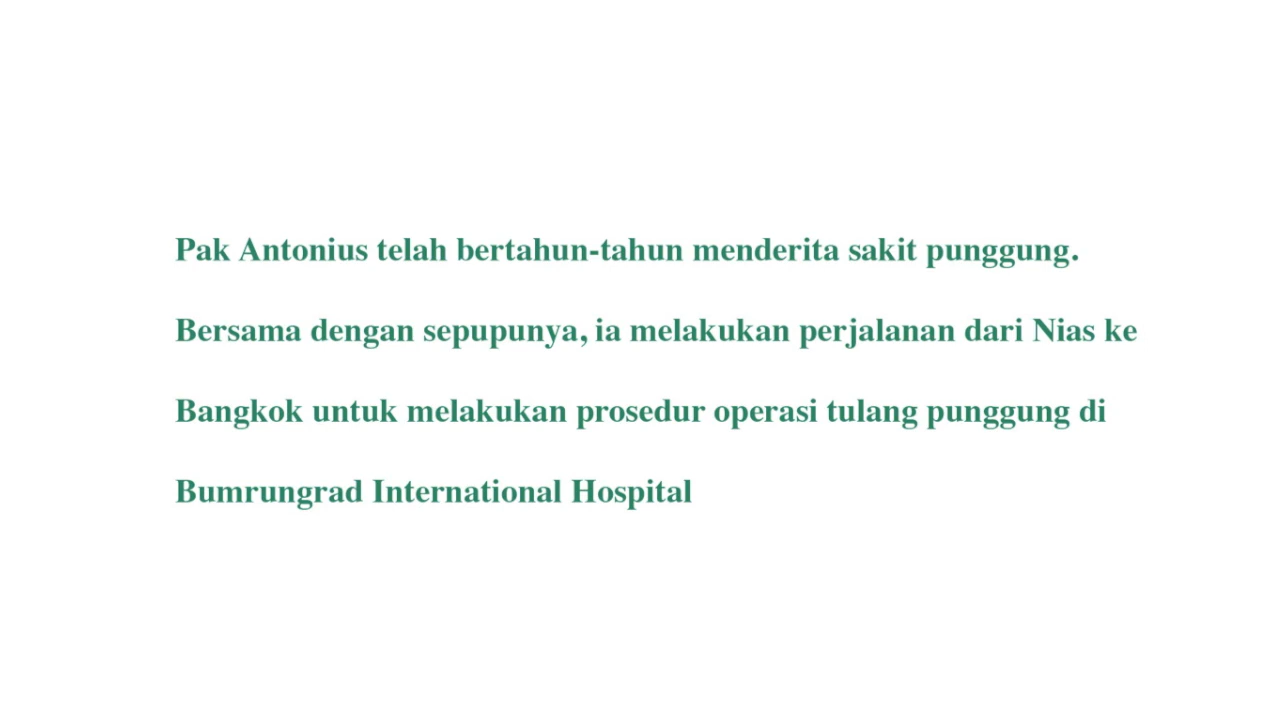 Pak Antonius telah bertahun-tahun menderita sakit punggung.
Bersama dengan sepupunya, ia melakukan perjalanan dari Nias ke
Bangkok untuk melakukan prosedur operasi tulang punggung di
Bumrungrad International Hospital